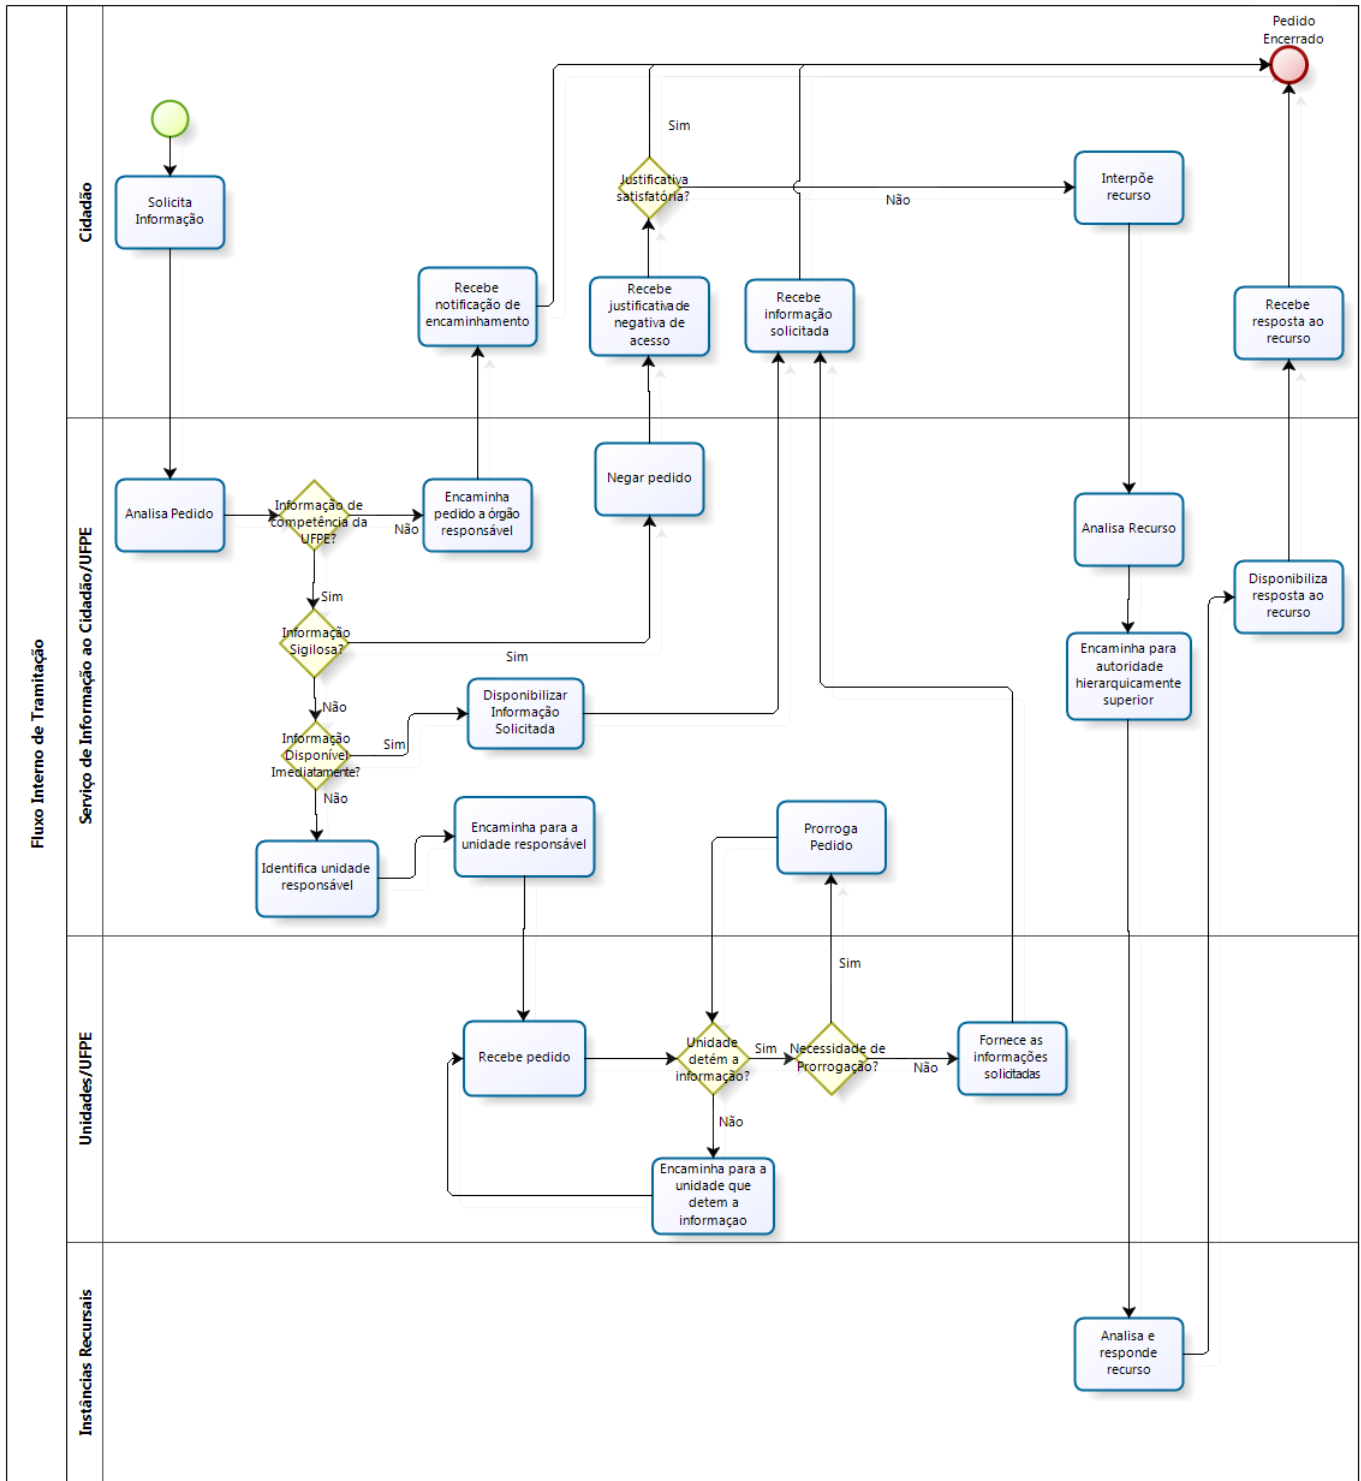 Fluxo Interno de Tramitação
Cidadão
Pedido
Encerrado
Solicita
Informação
Recebe
notificação de
encaminhamento
Sim
Justificativa
satisfatória?
Não
Recebe
justificativa de
negativa de
acesso
Recebe
informação
solicitada
Interpõe
recurso
Recebe
resposta ao
recurso
Serviço de Informação ao Cidadão/UFPE
Analisa Pedido
Informação de
competência da
UFPE?
Não
Encaminha
pedido a órgão
responsável
Negar pedido
Sim
Informação
Sigilosa?
Sim
Não
Informação
Disponível
Imediatamente?
Sim
Disponibilizar
Informação
Solicitada
Não
Identifica unidade
responsável
Encaminha para a
unidade responsável
Prorroga
Pedido
Analisa Recurso
Encaminha para
autoridade
hierarquicamente
superior
Disponibiliza
resposta ao
recurso
Unidades/UFPE
Recebe pedido
Unidade
detém a
informação?
Sim
Necessidade de
Prorrogação?
Sim
Não
Fornece as
informações
solicitadas
Não
Encaminha para a
unidade que
detem a
informaçao
Instâncias Recursais
Analisa e
responde
recurso